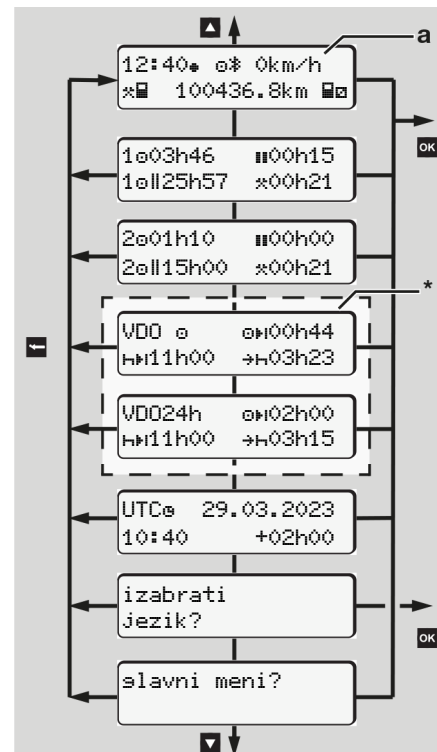 a
12:40● ⊙ 0km/h
100436.8km
OK
1⊙03h46 00h15
1⊙||25h57 00h21
2⊙01h10 00h00
2⊙||15h00 00h21
*
VDO ⊙ 00h44
11h00 03h23
VDO24h 02h00
11h00 03h15
UTC 29.03.2023
10:40 +02h00
izabrati
jezik?
OK
glavni meni?